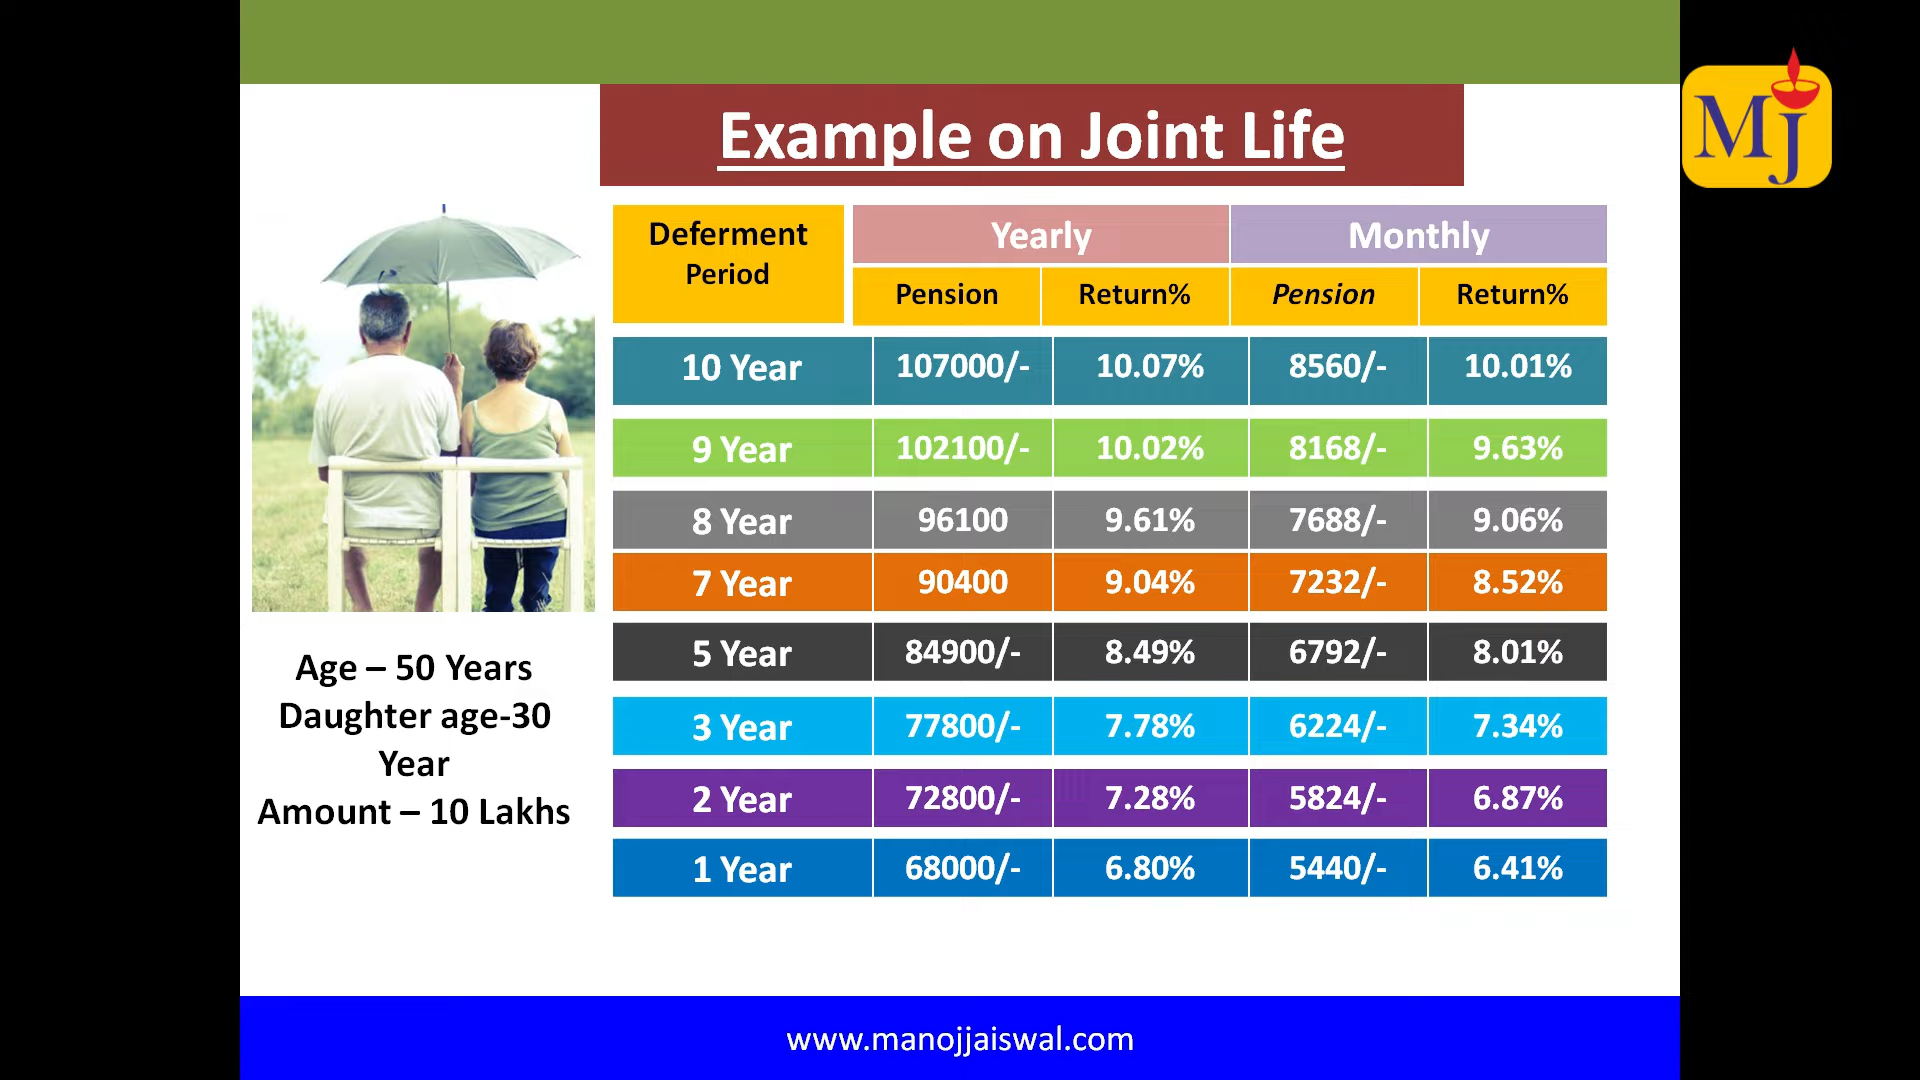 MJ
Example on Joint Life
Deferment Period
Yearly
Monthly
Pension
Return%
Pension
Return%
10 Year 107000/- 10.07% 8560/- 10.01%
9 Year 102100/- 10.02% 8168/- 9.63%
8 Year 96100 9.61% 7688/- 9.06%
7 Year 90400 9.04% 7232/- 8.52%
5 Year 84900/- 8.49% 6792/- 8.01%
3 Year 77800/- 7.78% 6224/- 7.34%
2 Year 72800/- 7.28% 5824/- 6.87%
1 Year 68000/- 6.80% 5440/- 6.41%
Age – 50 Years
Daughter age-30
Year
Amount – 10 Lakhs
www.manojjaiswal.com